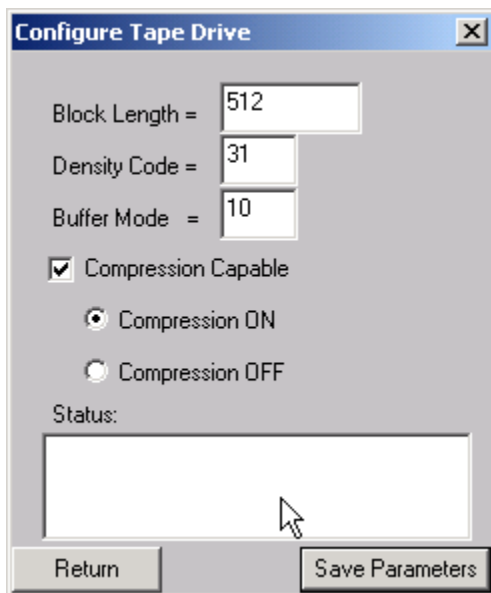 Configure Tape Drive
Block Length = 512
Density Code = 31
Buffer Mode = 10
Compression Capable
Compression ON
Compression OFF
Status:
Return Save Parameters